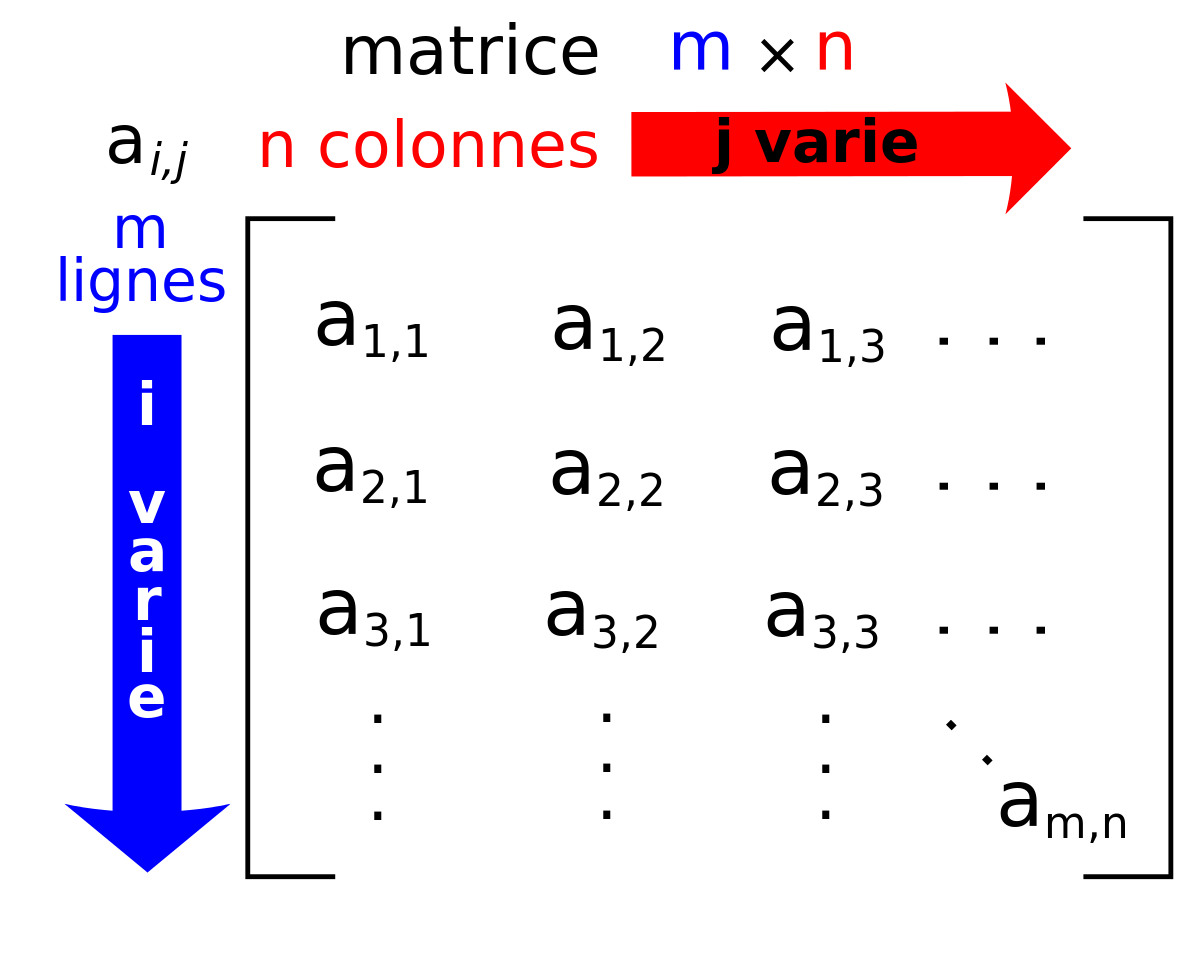 matrice m × n
a i,j n colonnes j varie
m
lignes
i varie
a1,1 a1,2 a1,3 . . .
a2,1 a2,2 a2,3 . . .
a3,1 a3,2 a3,3 . . .
. . . .
. . . .
. . .
am,n